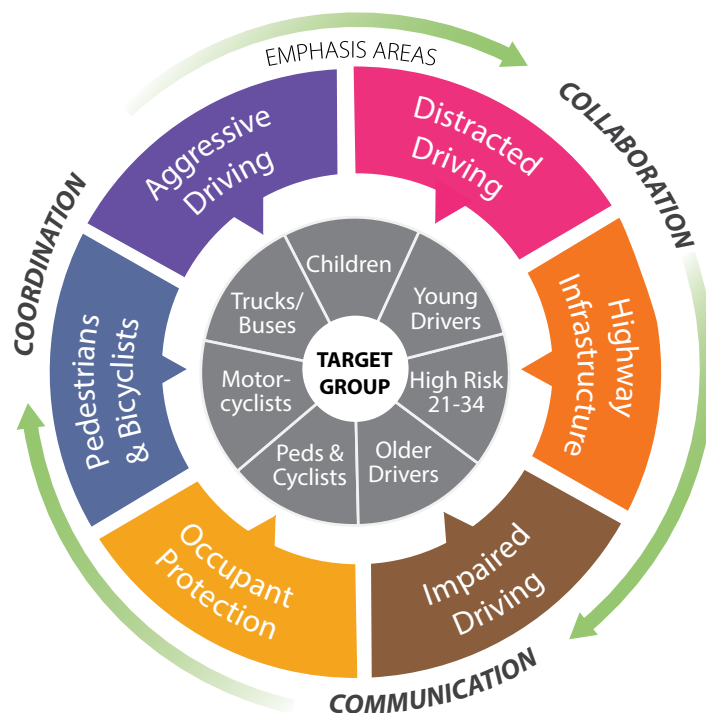 EMPHASIS AREAS
COLLABORATION
COMMUNICATION
COORDINATION
Aggressive
Driving
Distracted
Driving
Highway
Infrastructure
Impaired
Driving
Occupant
Protection
Pedestrians
& Bicyclists
Children
Young
Drivers
High Risk
21-34
Older
Drivers
Peds &
Cyclists
Motor-
cyclists
Trucks/
Buses
TARGET
GROUP